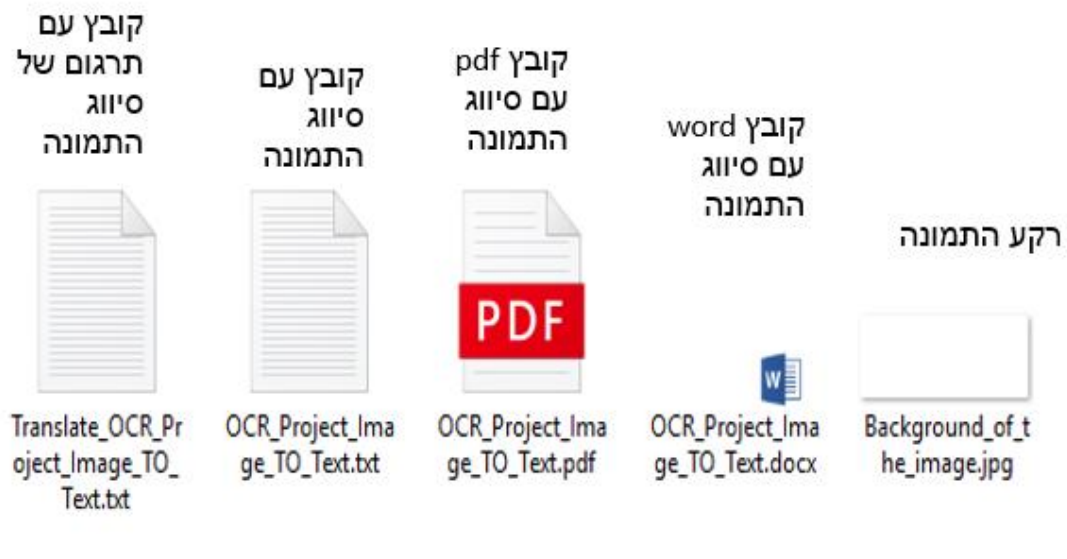 קובץ עם
תרגום של
סיווג
התמונה
קובץ עם
סיווג
התמונה
קובץ pdf
עם סיווג
התמונה
קובץ word
עם סיווג
התמונה
רקע התמונה
PDF
W
Translate_OCR_Pr
oject_Image_TO_
Text.txt
OCR_Project_Ima
ge_TO_Text.txt
OCR_Project_Ima
ge_TO_Text.pdf
OCR_Project_Ima
ge_TO_Text.docx
Background_of_t
he_image.jpg